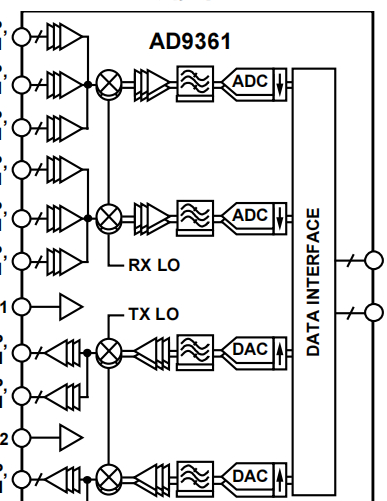 AD9361
ADC
ADC
RX LO
1
TX LO
DAC
2
DAC
DATA INTERFACE